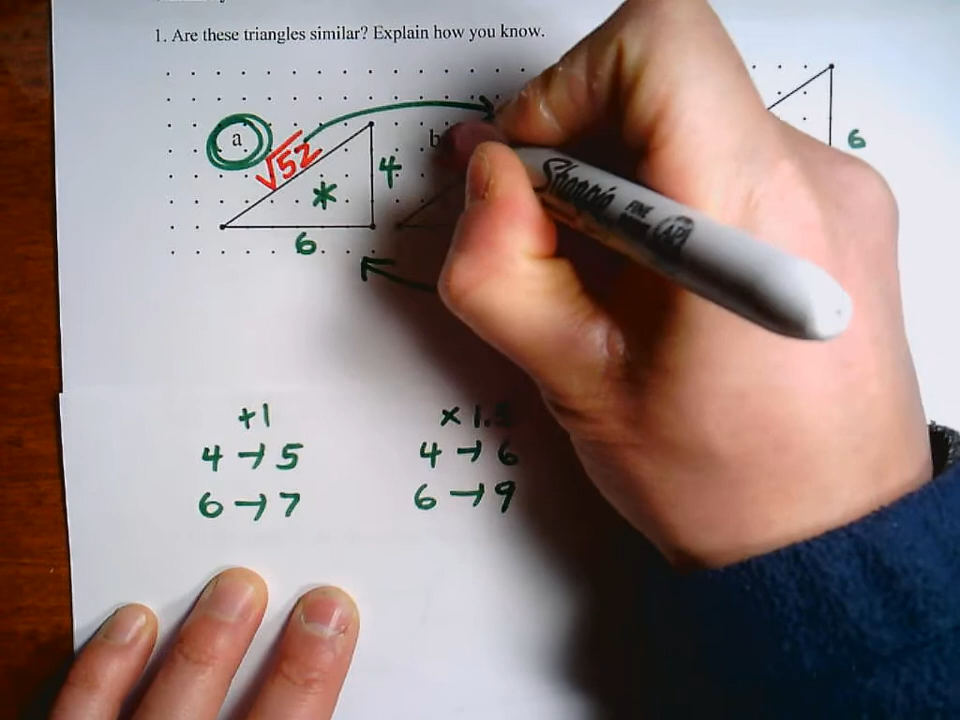 1. Are these triangles similar? Explain how you know.
a.
b
√52
4
*
6
6
Sharpie
FINE
+1
4→5
6→7
× 1.5
4→6
6→9